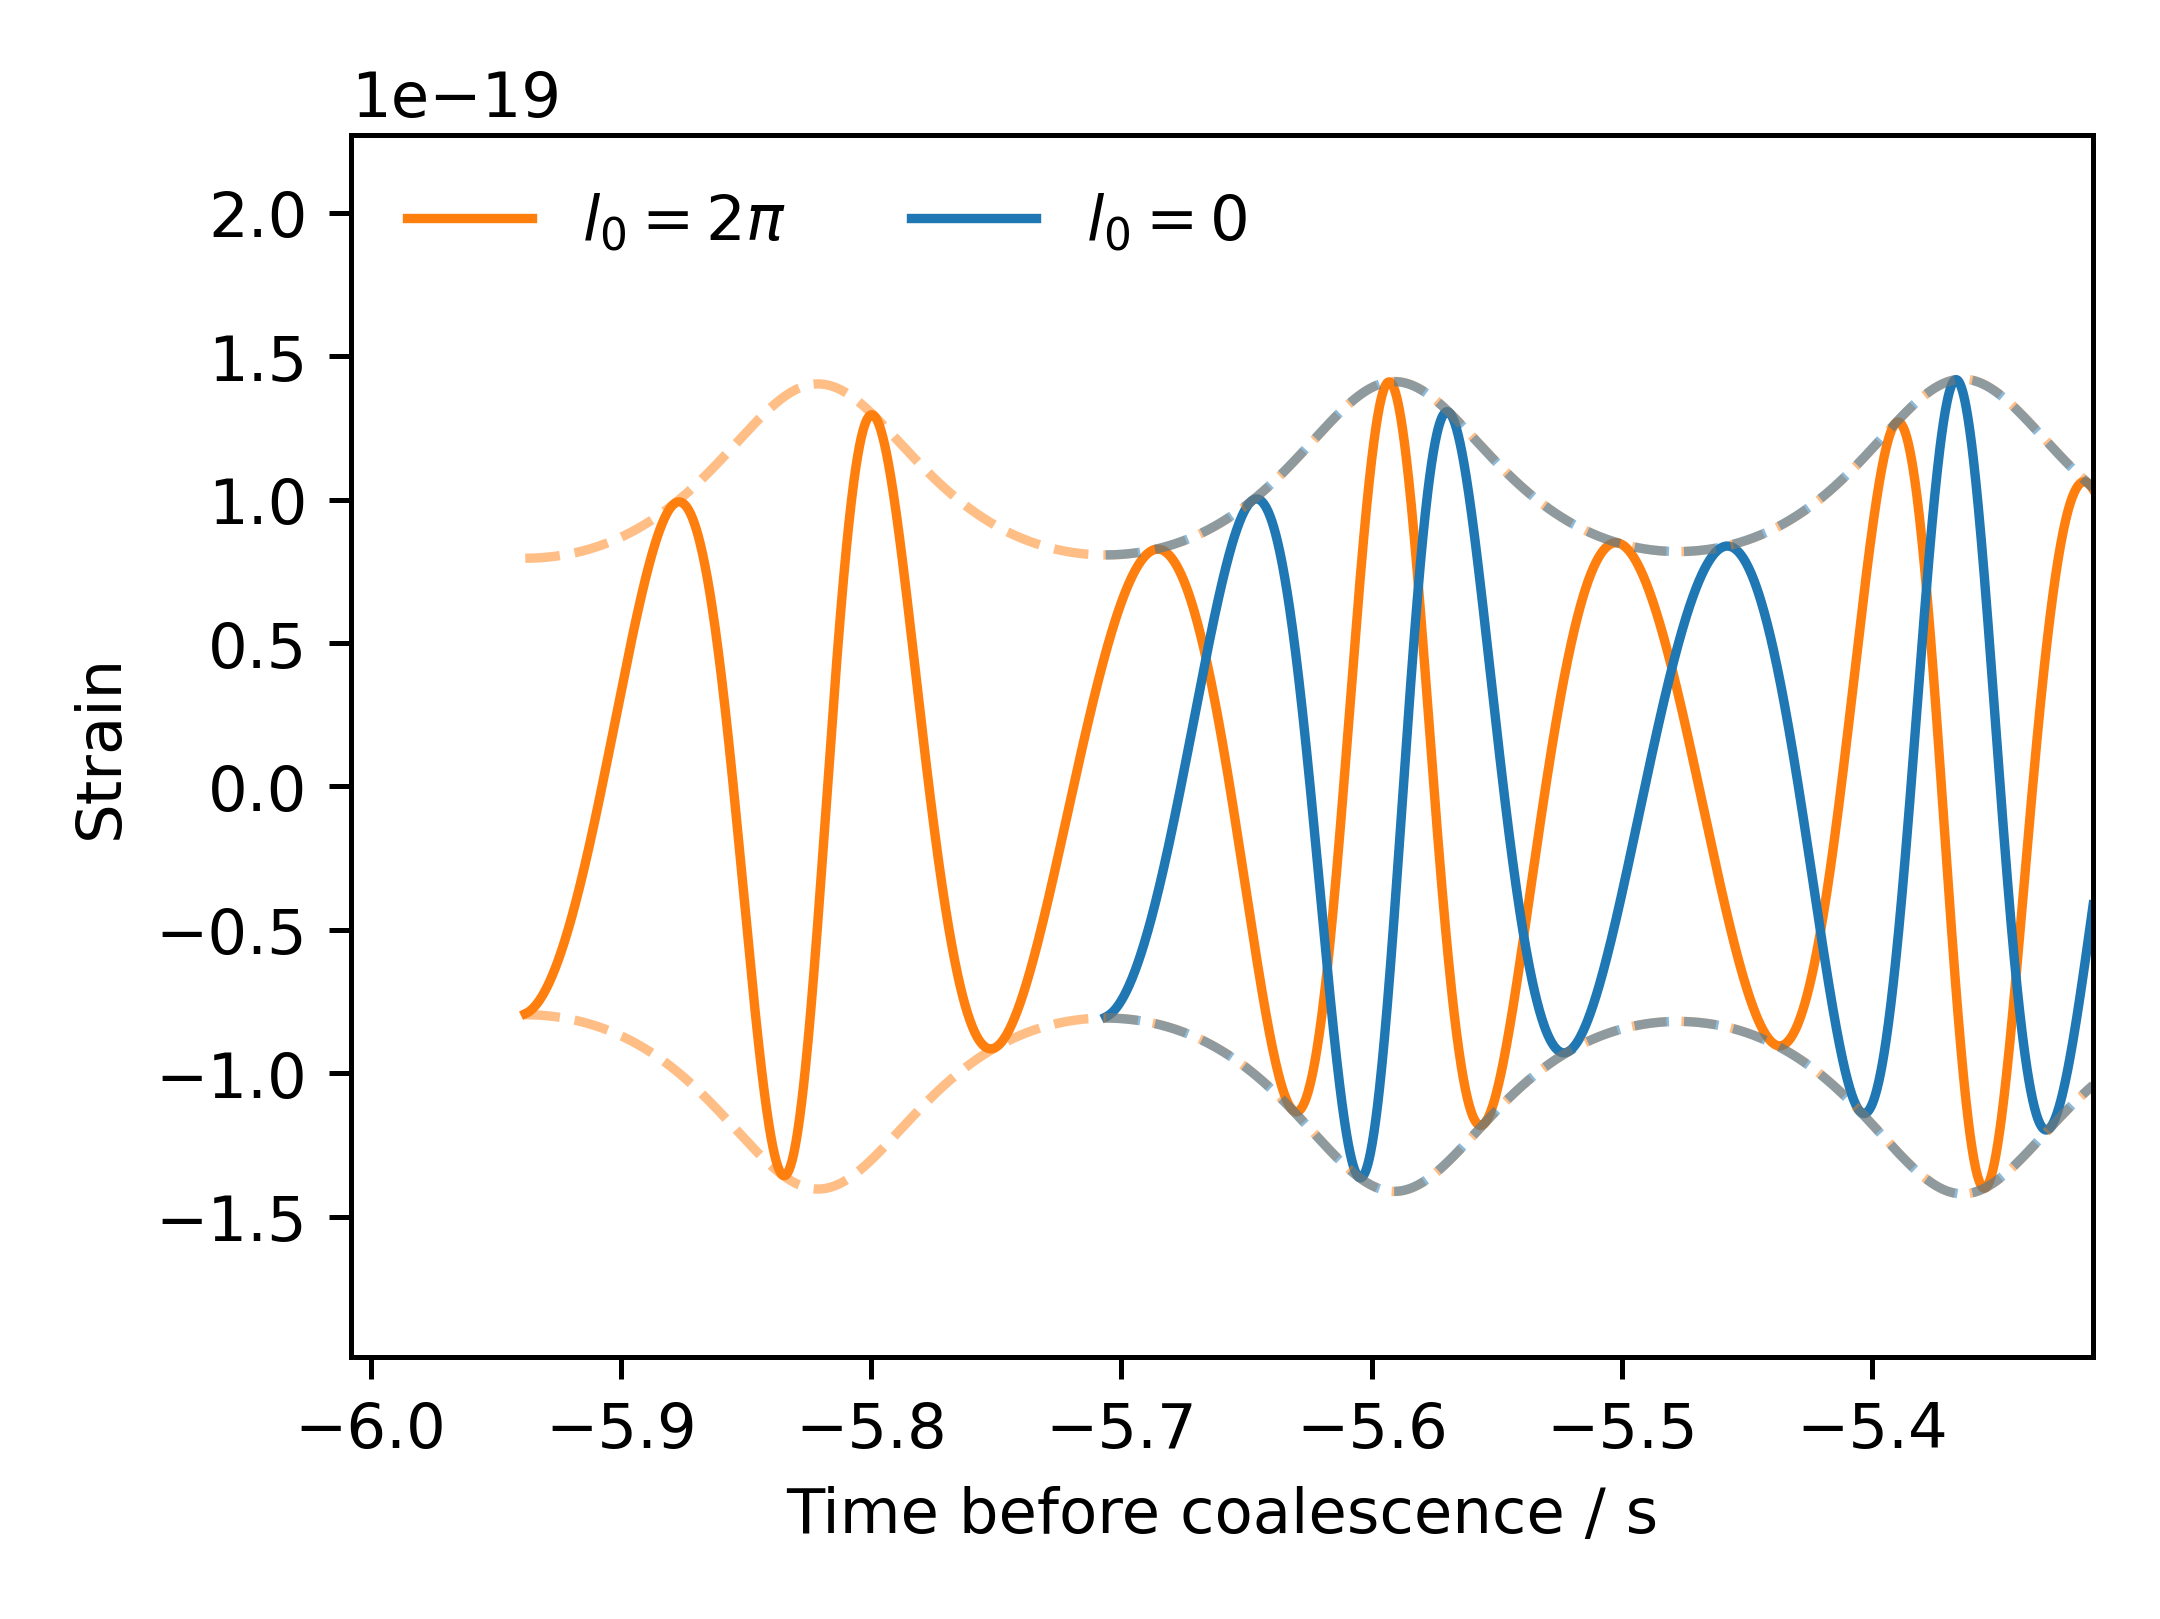 1e−19
l₀ = 2π
l₀ = 0
2.0
1.5
1.0
0.5
0.0
−0.5
−1.0
−1.5
Strain
−6.0 −5.9 −5.8 −5.7 −5.6 −5.5 −5.4
Time before coalescence / s